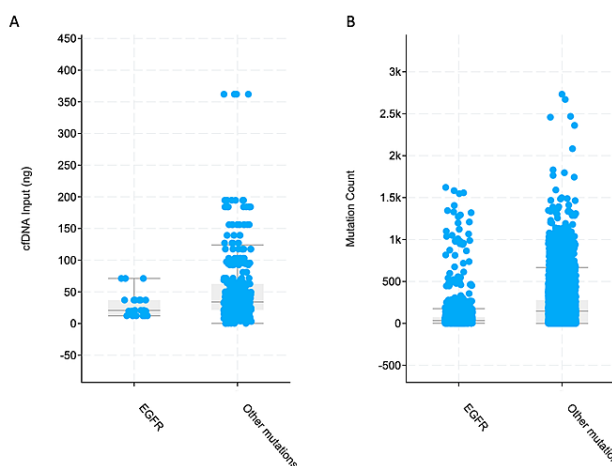 A
450
400
350
300
250
200
150
100
50
0
-50
cfDNA Input (ng)
EGFR
Other mutations
B
3k
2.5k
2k
1.5k
1k
500
0
-500
Mutation Count
EGFR
Other mutatio